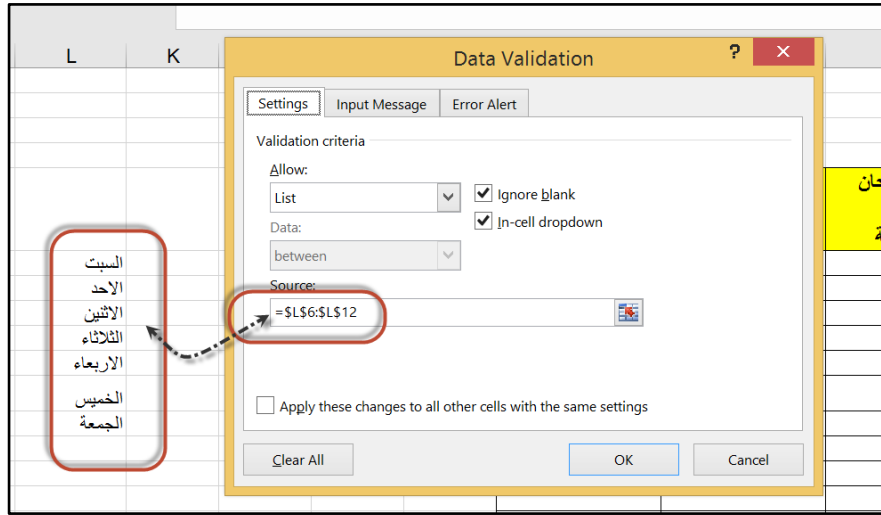 L
K
Data Validation
?
Settings
Input Message
Error Alert
Validation criteria
Allow:
List
Ignore blank
In-cell dropdown
Data:
between
Source:
=$L$6:$L$12
Apply these changes to all other cells with the same settings
Clear All
OK
Cancel
السبت
الاحد
الاثنين
الثلاثاء
الاربعاء
الخميس
الجمعة